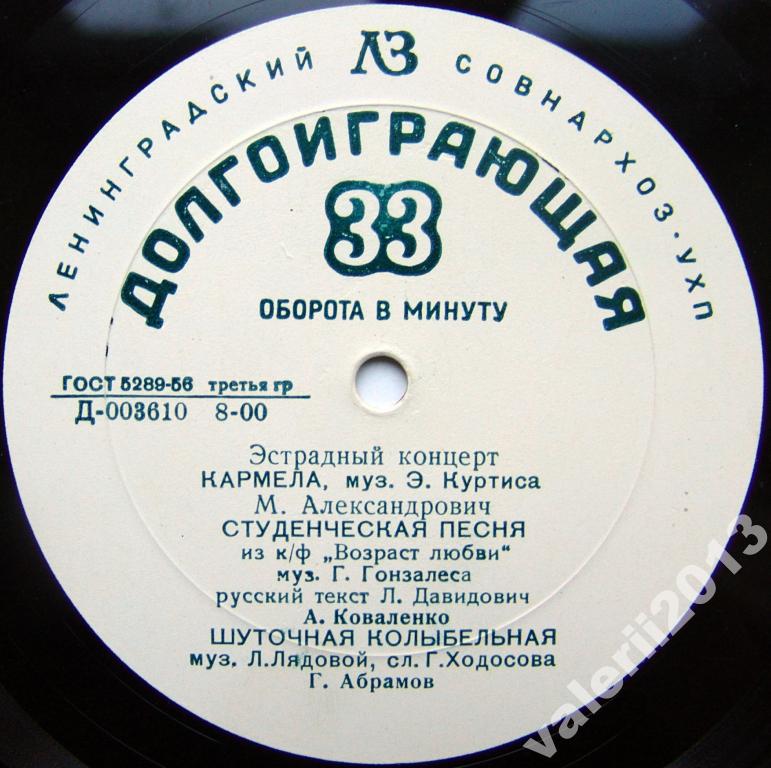 ЛЕНИНГРАДСКИЙ ЛЗ СОВНАРХОЗ·УХП
ДОЛГОИГРАЮЩАЯ
33
ОБОРОТА В МИНУТУ
ГОСТ 5289-56 третья гр
Д-003610 8-00
Эстрадный концерт
КАРМЕЛА, муз. Э. Куртиса
М. Александрович
СТУДЕНЧЕСКАЯ ПЕСНЯ
из к/ф „Возраст любви"
муз. Г. Гонзалеса
русский текст Л. Давидович
А. Коваленко
ШУТОЧНАЯ КОЛЫБЕЛЬНАЯ
муз. Л.Лядовой, сл. Г.Ходосова
Г. Абрамов
valerii2013